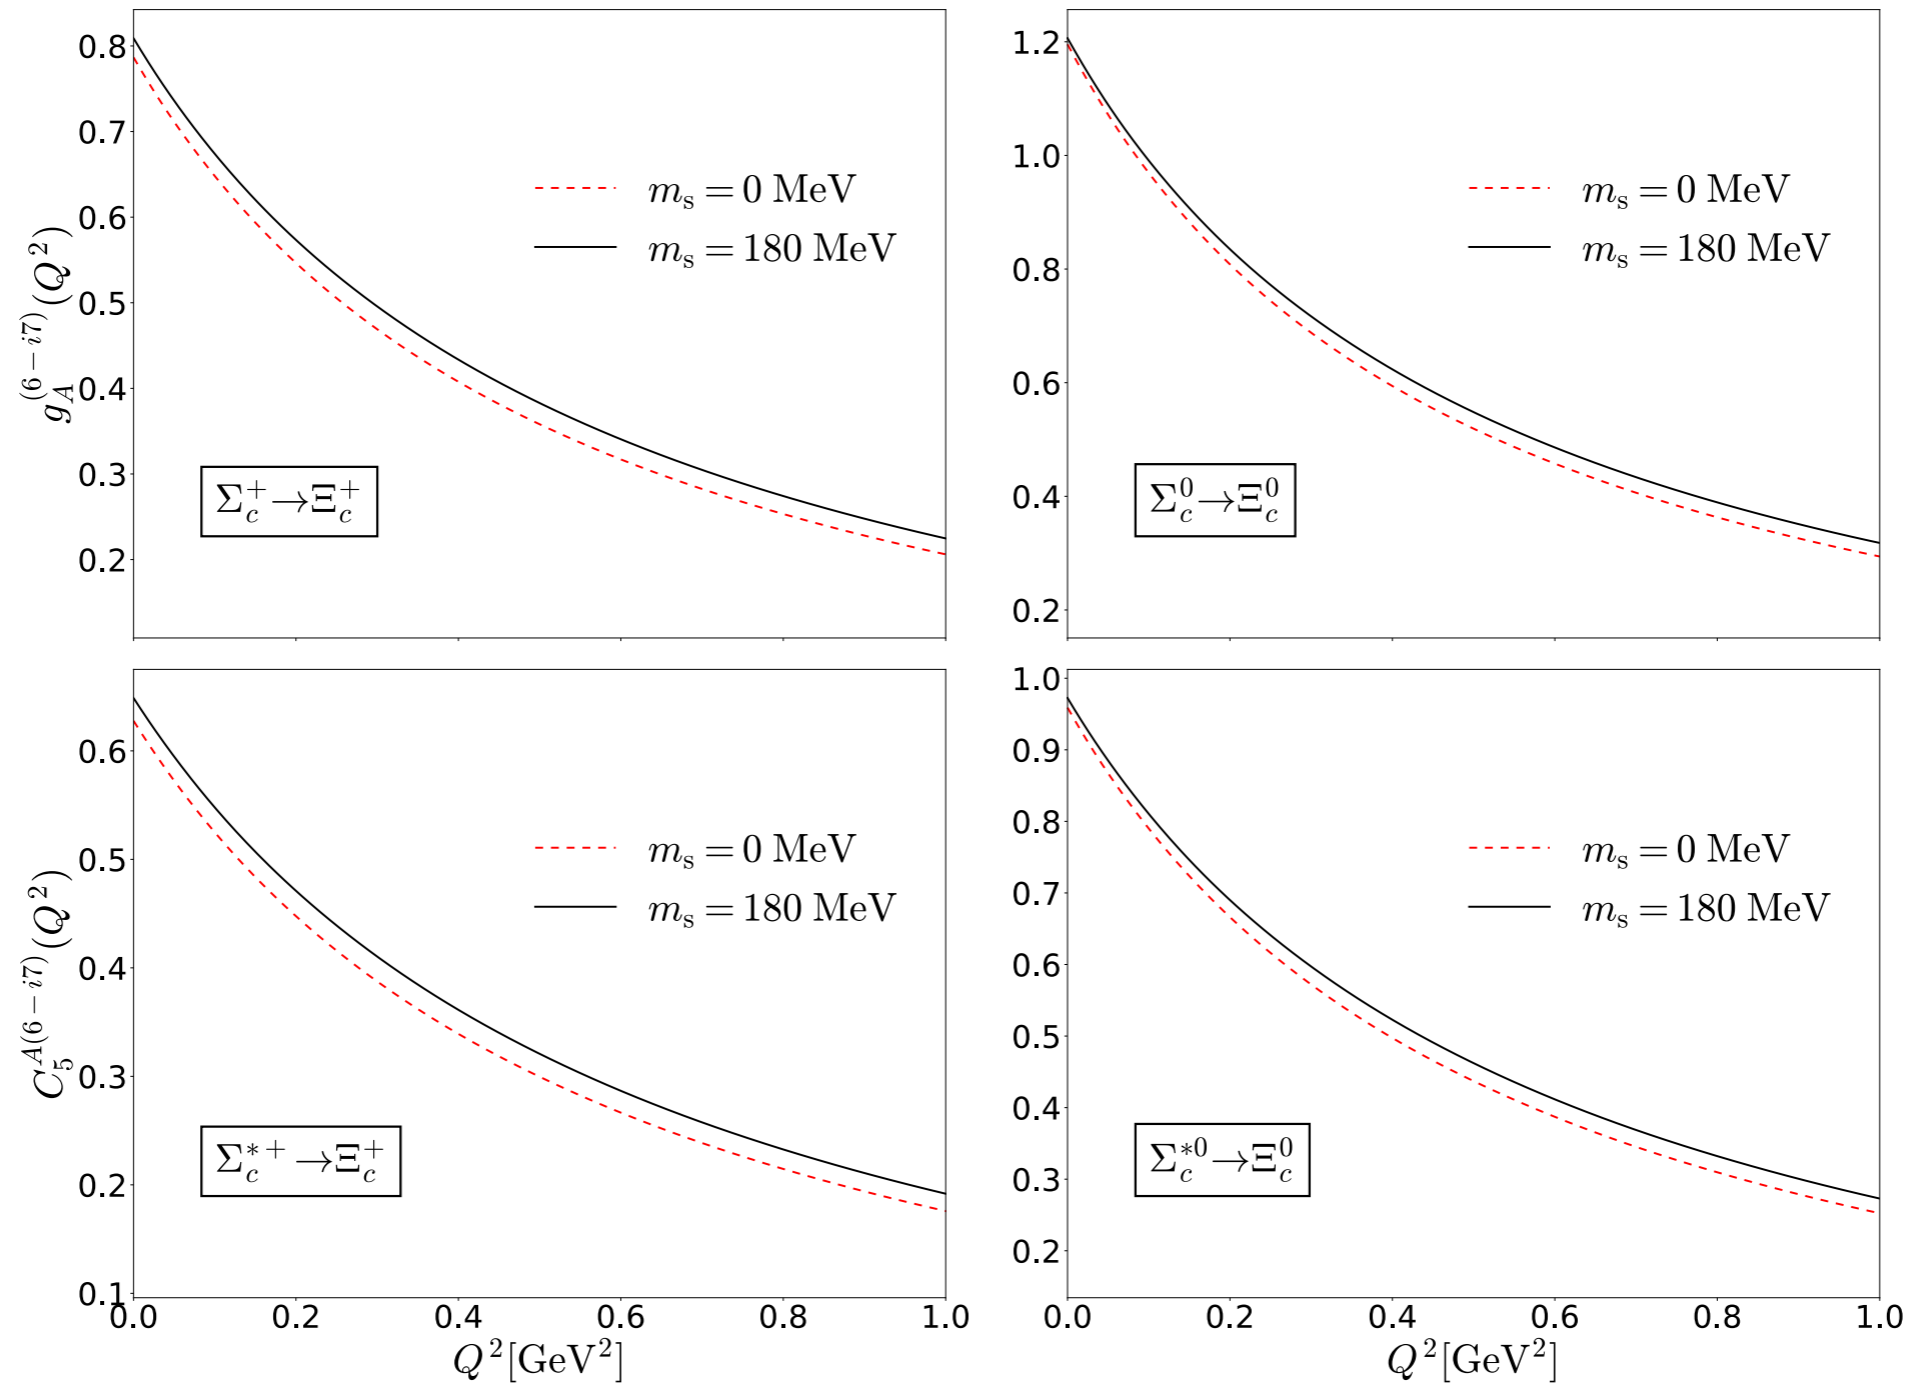 g_A^{(6-i7)}(Q^2)
0.8
0.7
0.6
0.5
0.4
0.3
0.2
m_s = 0 MeV
m_s = 180 MeV
Σ_c^+ → Ξ_c^+
1.2
1.0
0.8
0.6
0.4
0.2
m_s = 0 MeV
m_s = 180 MeV
Σ_c^0 → Ξ_c^0
C_5^{A(6-i7)}(Q^2)
0.6
0.5
0.4
0.3
0.2
0.1
m_s = 0 MeV
m_s = 180 MeV
Σ_c^{*+} → Ξ_c^+
0.0 0.2 0.4 0.6 0.8 1.0
Q^2[GeV^2]
1.0
0.9
0.8
0.7
0.6
0.5
0.4
0.3
0.2
m_s = 0 MeV
m_s = 180 MeV
Σ_c^{*0} → Ξ_c^0
0.0 0.2 0.4 0.6 0.8 1.0
Q^2[GeV^2]